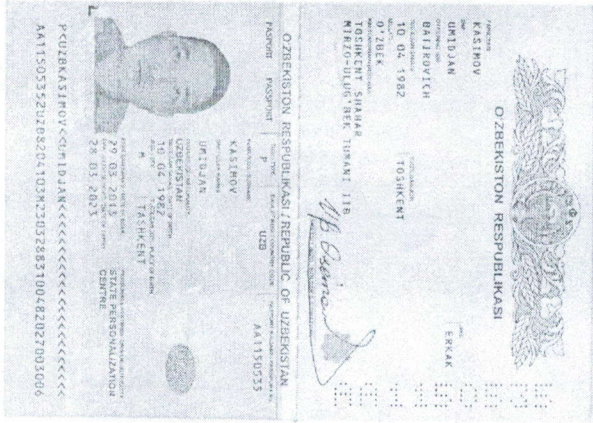 O'ZBEKISTON RESPUBLIKASI
KASIMOV
UMIDJAN
BATIROVICH
10 04 1982 TOSHKENT
O'ZBEK ERKAK
TOSHKENT SHAHAR
MIRZO-ULUG'BEK TUMANI IIB
O'ZBEKISTON RESPUBLIKASI / REPUBLIC OF UZBEKISTAN
PASPORT PASSPORT P UZB AA1150535
KASIMOV
UMIDJAN
UZBEKISTAN
10 04 1982
M TASHKENT
29 03 2013 STATE PERSONALIZATION
28 03 2023 CENTRE
P<UZBKASIMOV<<UMIDJAN<<<<<<<<<<<<<<<<<<<<<<<
AA11505352UZB8204103M23032883100482027003006